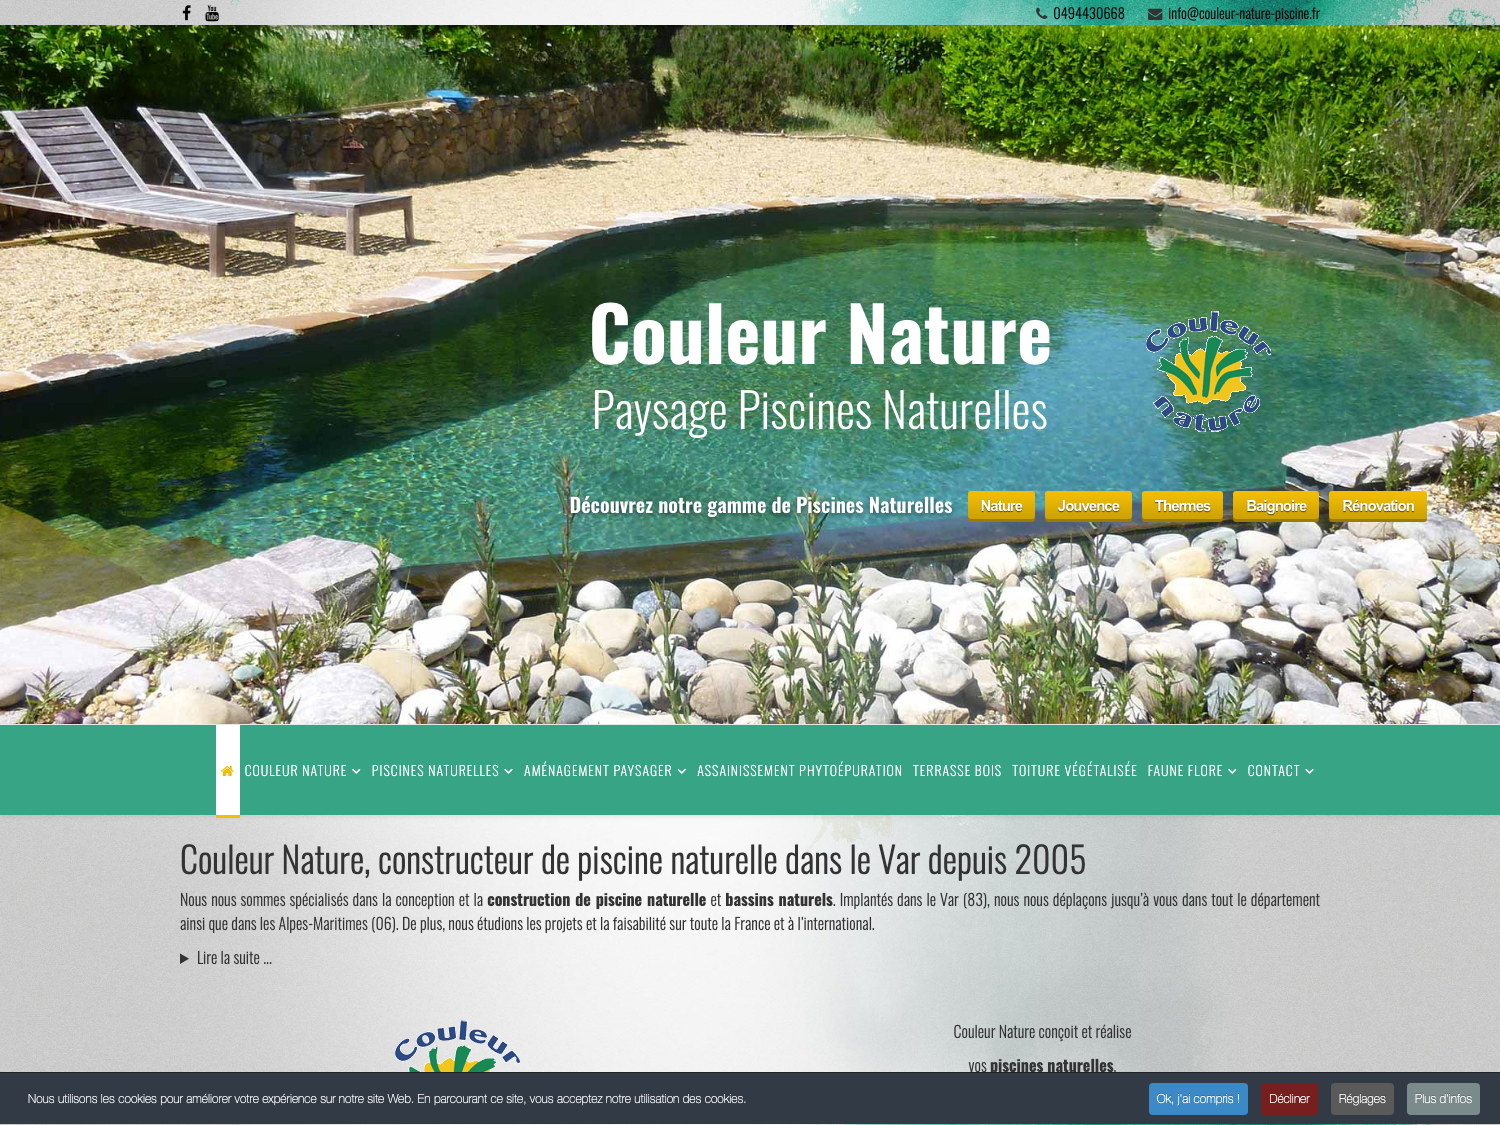 You
Tube
0494430668
info@couleur-nature-piscine.fr
Couleur Nature
Paysage Piscines Naturelles
Couleur
nature
Découvrez notre gamme de Piscines Naturelles
Nature
Jouvence
Thermes
Baignoire
Rénovation
COULEUR NATURE
PISCINES NATURELLES
AMÉNAGEMENT PAYSAGER
ASSAINISSEMENT PHYTOÉPURATION
TERRASSE BOIS
TOITURE VÉGÉTALISÉE
FAUNE FLORE
CONTACT
Couleur Nature, constructeur de piscine naturelle dans le Var depuis 2005
Nous nous sommes spécialisés dans la conception et la construction de piscine naturelle et bassins naturels. Implantés dans le Var (83), nous nous déplaçons jusqu'à vous dans tout le département
ainsi que dans les Alpes-Maritimes (06). De plus, nous étudions les projets et la faisabilité sur toute la France et à l'international.
Lire la suite ...
Couleur
Couleur Nature conçoit et réalise
vos piscines naturelles,
Nous utilisons les cookies pour améliorer votre expérience sur notre site Web. En parcourant ce site, vous acceptez notre utilisation des cookies.
Ok, j'ai compris !
Décliner
Réglages
Plus d'infos